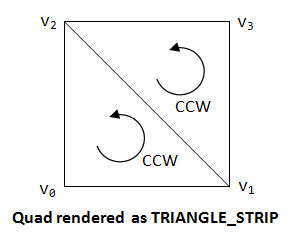 V2 V3
CCW
CCW
V0 V1
Quad rendered as TRIANGLE_STRIP